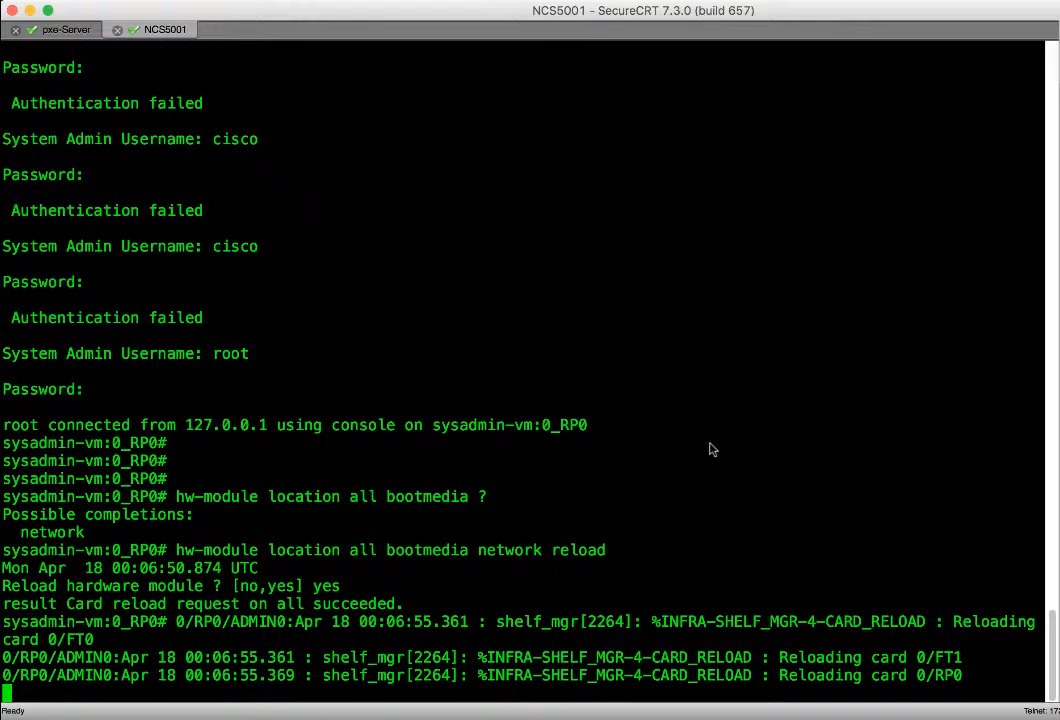 NCS5001 - SecureCRT 7.3.0 (build 657)
pxe-Server
NCS5001
Password:
Authentication failed
System Admin Username: cisco
Password:
Authentication failed
System Admin Username: cisco
Password:
Authentication failed
System Admin Username: root
Password:
root connected from 127.0.0.1 using console on sysadmin-vm:0_RP0
sysadmin-vm:0_RP0#
sysadmin-vm:0_RP0#
sysadmin-vm:0_RP0#
sysadmin-vm:0_RP0# hw-module location all bootmedia ?
Possible completions:
network
sysadmin-vm:0_RP0# hw-module location all bootmedia network reload
Mon Apr  18 00:06:50.874 UTC
Reload hardware module ? [no,yes] yes
result Card reload request on all succeeded.
sysadmin-vm:0_RP0# 0/RP0/ADMIN0:Apr 18 00:06:55.361 : shelf_mgr[2264]: %INFRA-SHELF_MGR-4-CARD_RELOAD : Reloading
card 0/FT0
0/RP0/ADMIN0:Apr 18 00:06:55.361 : shelf_mgr[2264]: %INFRA-SHELF_MGR-4-CARD_RELOAD : Reloading card 0/FT1
0/RP0/ADMIN0:Apr 18 00:06:55.369 : shelf_mgr[2264]: %INFRA-SHELF_MGR-4-CARD_RELOAD : Reloading card 0/RP0
Ready
Telnet: 17